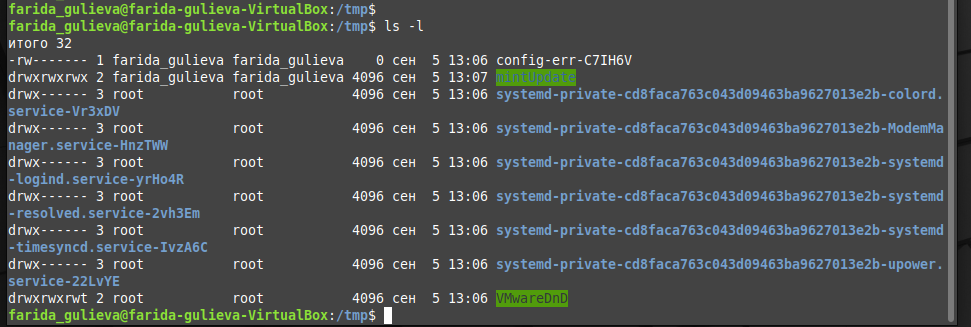 farida_gulieva@farida-gulieva-VirtualBox:/tmp$
farida_gulieva@farida-gulieva-VirtualBox:/tmp$ ls -l
итого 32
-rw------- 1 farida_gulieva farida_gulieva    0 сен  5 13:06 config-err-C7IH6V
drwxrwxrwx 2 farida_gulieva farida_gulieva 4096 сен  5 13:07 mintUpdate
drwx------ 3 root           root           4096 сен  5 13:06 systemd-private-cd8faca763c043d09463ba9627013e2b-colord.
service-Vr3xDV
drwx------ 3 root           root           4096 сен  5 13:06 systemd-private-cd8faca763c043d09463ba9627013e2b-ModemMa
nager.service-HnzTWW
drwx------ 3 root           root           4096 сен  5 13:06 systemd-private-cd8faca763c043d09463ba9627013e2b-systemd
-logind.service-yrHo4R
drwx------ 3 root           root           4096 сен  5 13:06 systemd-private-cd8faca763c043d09463ba9627013e2b-systemd
-resolved.service-2vh3Em
drwx------ 3 root           root           4096 сен  5 13:06 systemd-private-cd8faca763c043d09463ba9627013e2b-systemd
-timesyncd.service-IvzA6C
drwx------ 3 root           root           4096 сен  5 13:06 systemd-private-cd8faca763c043d09463ba9627013e2b-upower.
service-22LvYE
drwxrwxrwt 2 root           root           4096 сен  5 13:06 VMwareDnD
farida_gulieva@farida-gulieva-VirtualBox:/tmp$